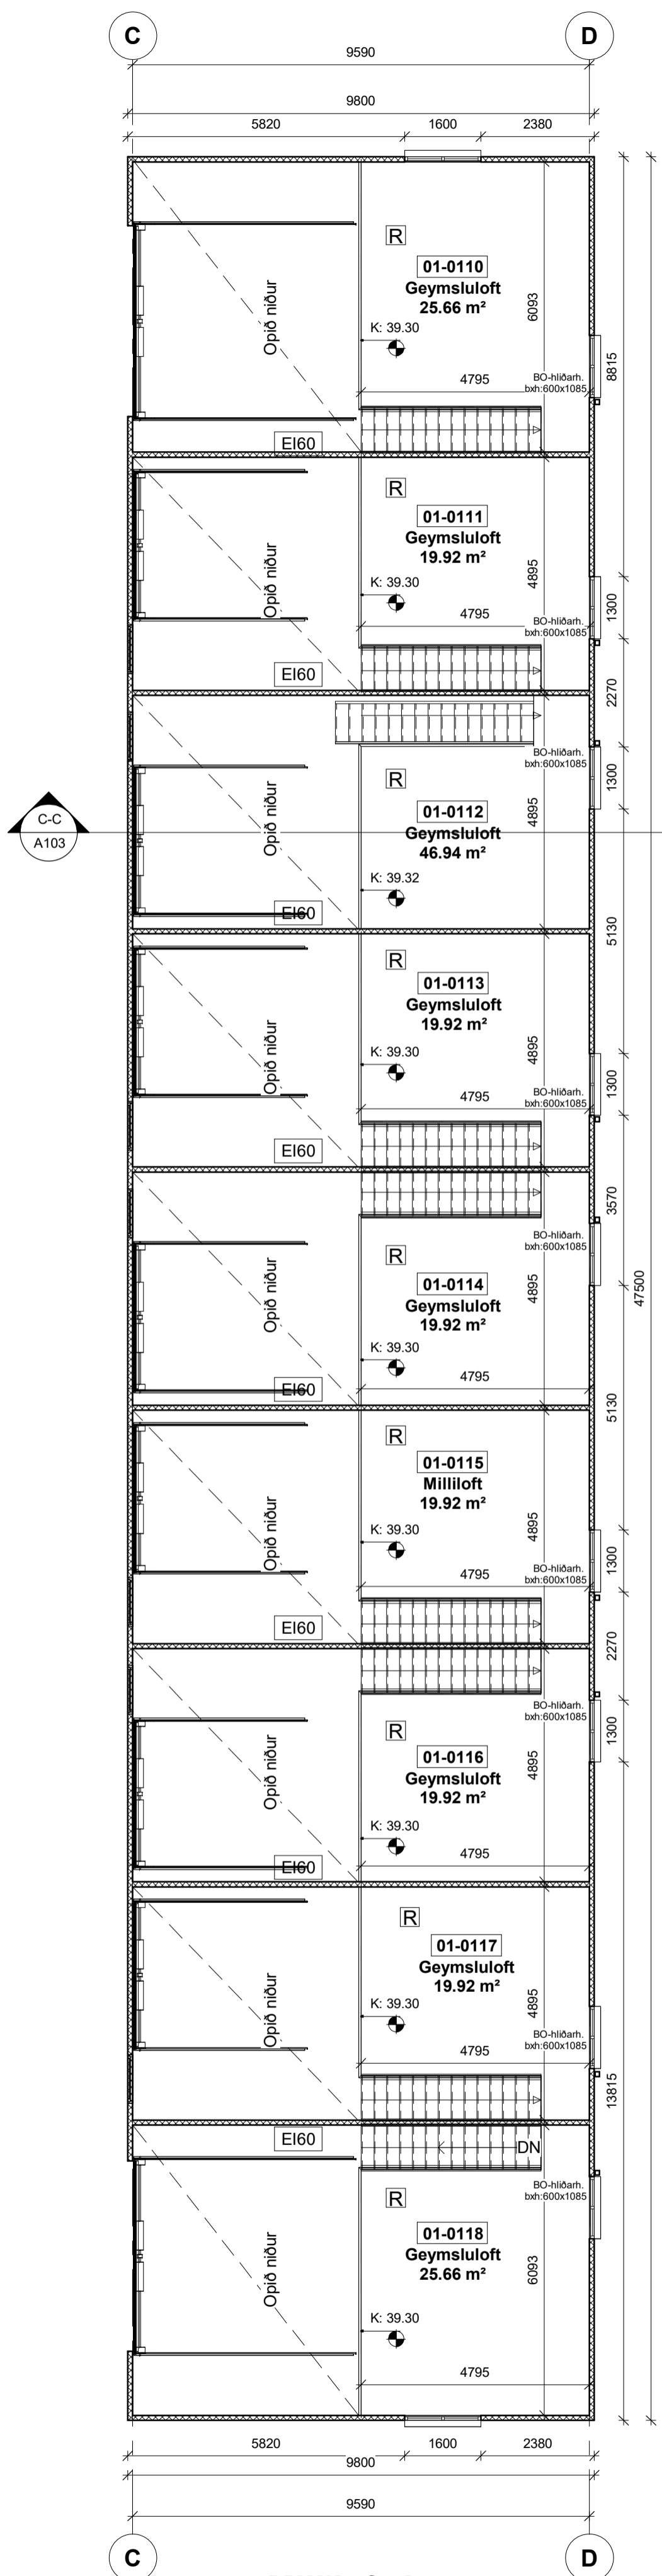 C
D
9590
9800
5820
1600
2380
R
01-0110
Geymsluloft
25.66 m²
Opið niður
6093
K: 39.30
8815
4795
BO-hliðarh.
bxh:600x1085
EI60
R
01-0111
Geymsluloft
19.92 m²
Opið niður
4895
K: 39.30
1300
4795
BO-hliðarh.
bxh:600x1085
EI60
2270
BO-hliðarh.
bxh:600x1085
1300
R
C-C
A103
01-0112
Geymsluloft
46.94 m²
Opið niður
4895
K: 39.32
EI60
5130
R
01-0113
Geymsluloft
19.92 m²
Opið niður
4895
K: 39.30
1300
4795
BO-hliðarh.
bxh:600x1085
EI60
3570
BO-hliðarh.
bxh:600x1085
R
01-0114
Geymsluloft
19.92 m²
Opið niður
4895
47500
K: 39.30
4795
EI60
5130
R
01-0115
Milliloft
19.92 m²
Opið niður
4895
K: 39.30
1300
4795
BO-hliðarh.
bxh:600x1085
EI60
2270
BO-hliðarh.
bxh:600x1085
1300
R
01-0116
Geymsluloft
19.92 m²
Opið niður
4895
K: 39.30
4795
EI60
R
01-0117
Geymsluloft
19.92 m²
Opið niður
4895
K: 39.30
4795
BO-hliðarh.
bxh:600x1085
13815
EI60
DN
BO-hliðarh.
bxh:600x1085
R
01-0118
Geymsluloft
25.66 m²
Opið niður
6093
K: 39.30
4795
5820
1600
2380
9800
9590
C
D